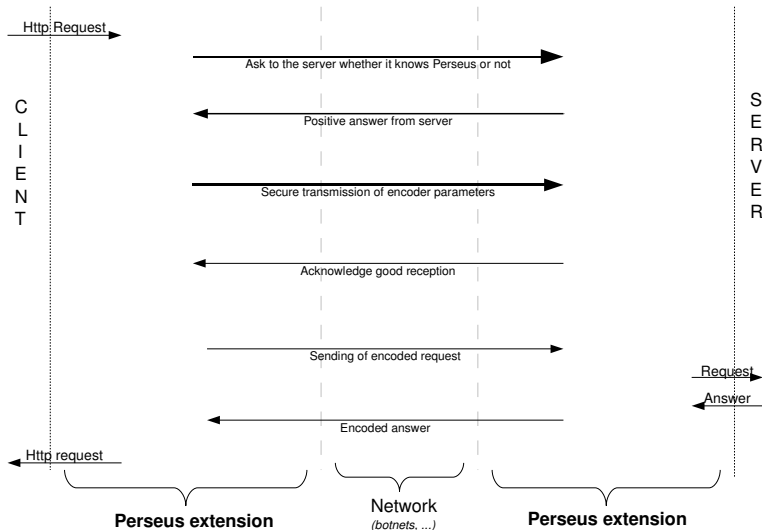 Http Request
Ask to the server whether it knows Perseus or not
Positive answer from server
CLIENT
SERVER
Secure transmission of encoder parameters
Acknowledge good reception
Sending of encoded request
Request
Answer
Encoded answer
Http request
Perseus extension
Network
(botnets, ...)
Perseus extension